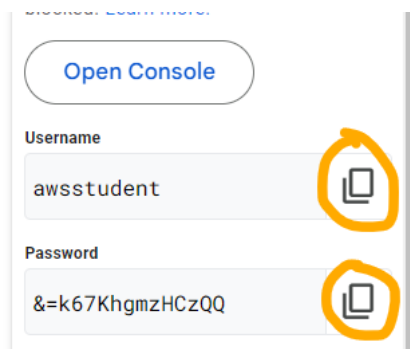 Open Console
Username
awsstudent
Password
&=k67KhgmzHCzQQ